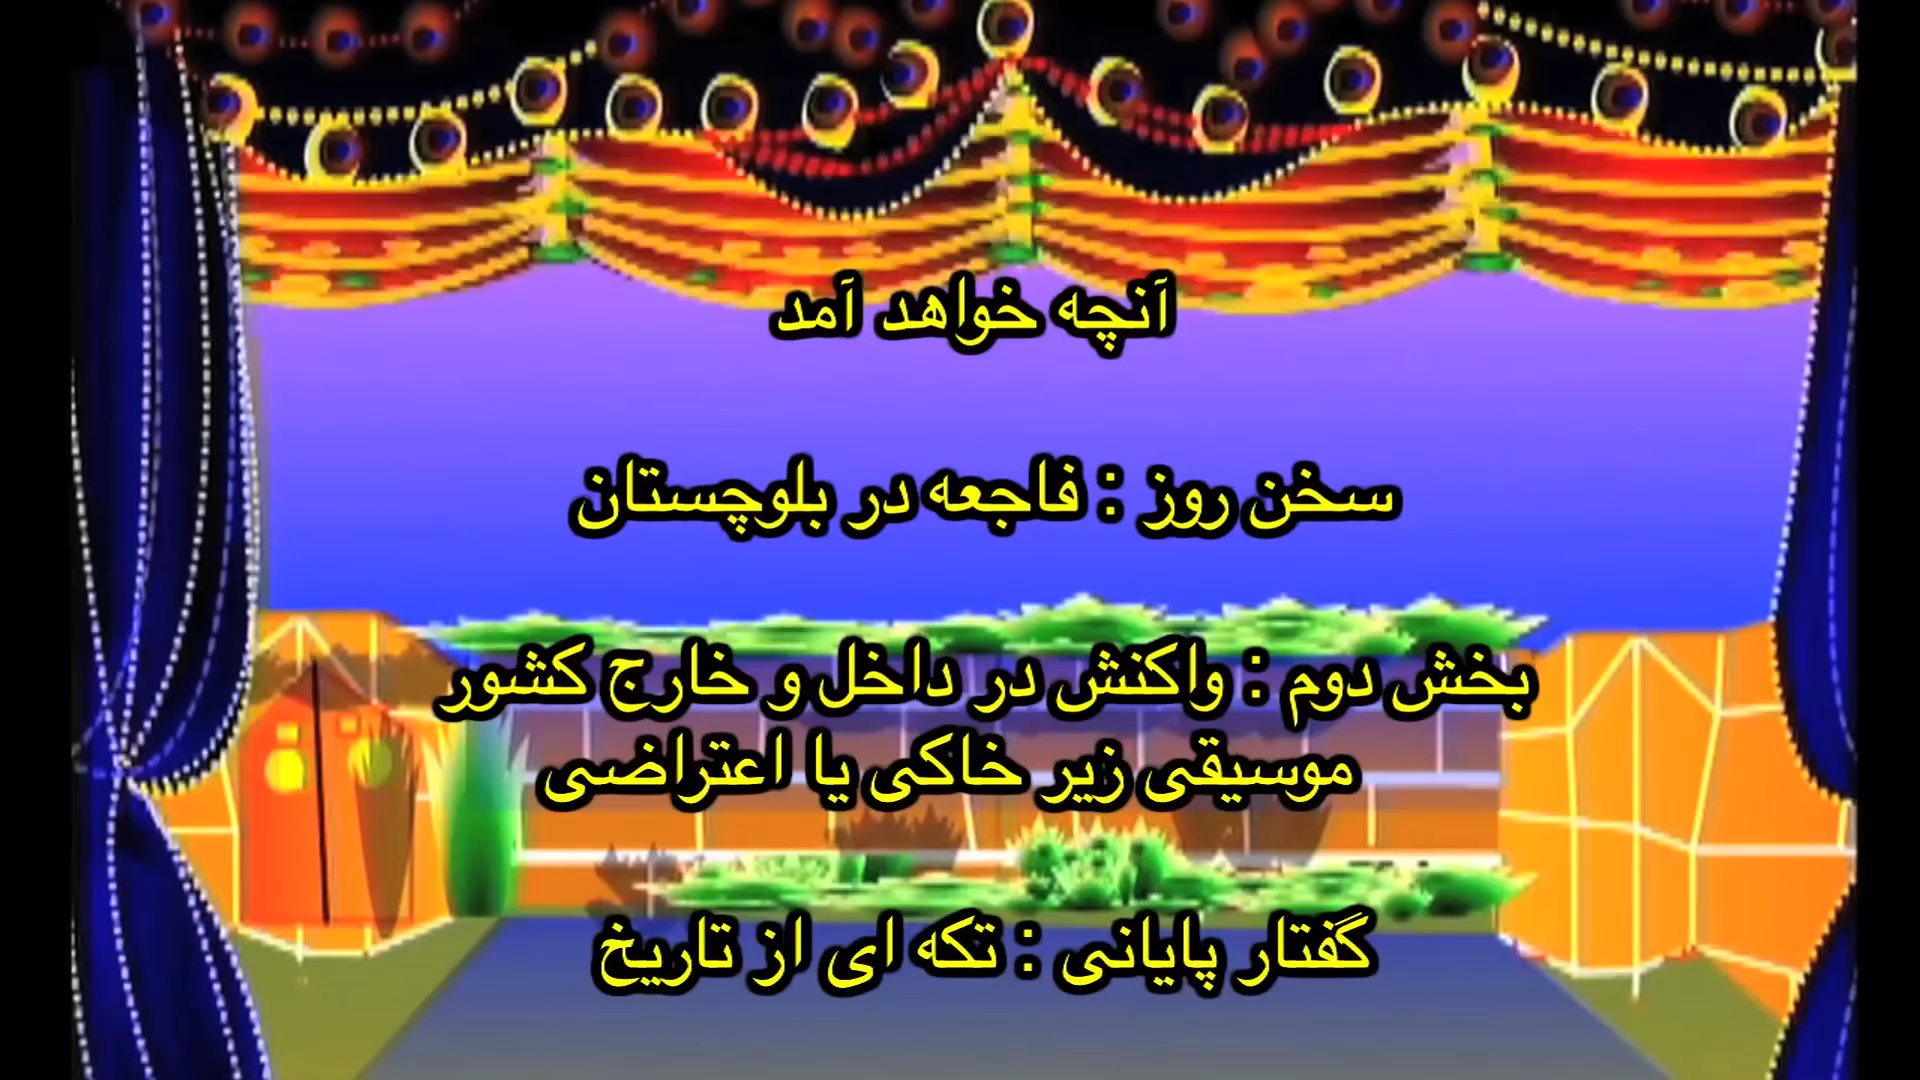 آنچه خواهد آمد
سخن روز : فاجعه در بلوچستان
بخش دوم : واکنش در داخل و خارج کشور
موسیقی زیر خاکی یا اعتراضی
گفتار پایانی : تکه ای از تاریخ